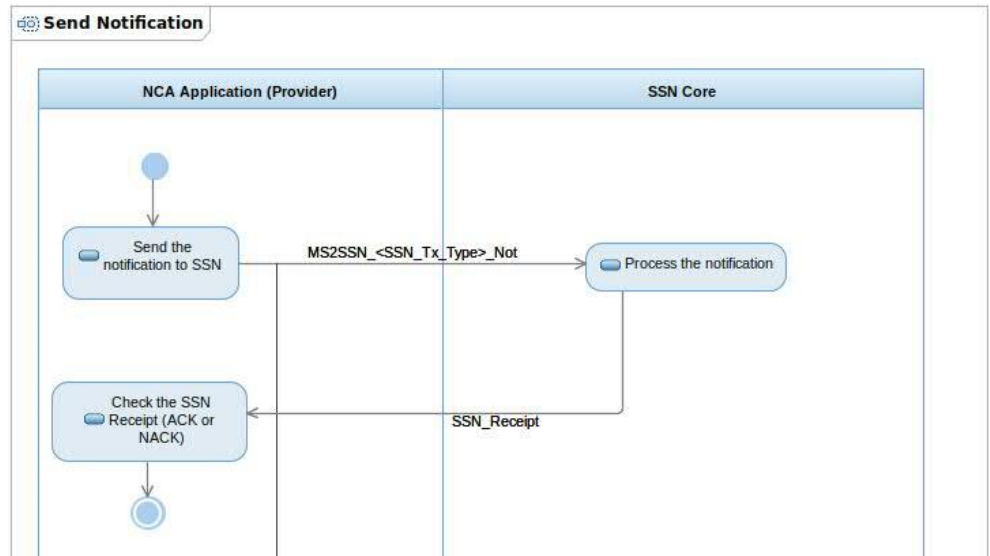 Send Notification
NCA Application (Provider)
SSN Core
Send the
notification to SSN
MS2SSN_<SSN_Tx_Type>_Not
Process the notification
Check the SSN
Receipt (ACK or
NACK)
SSN_Receipt